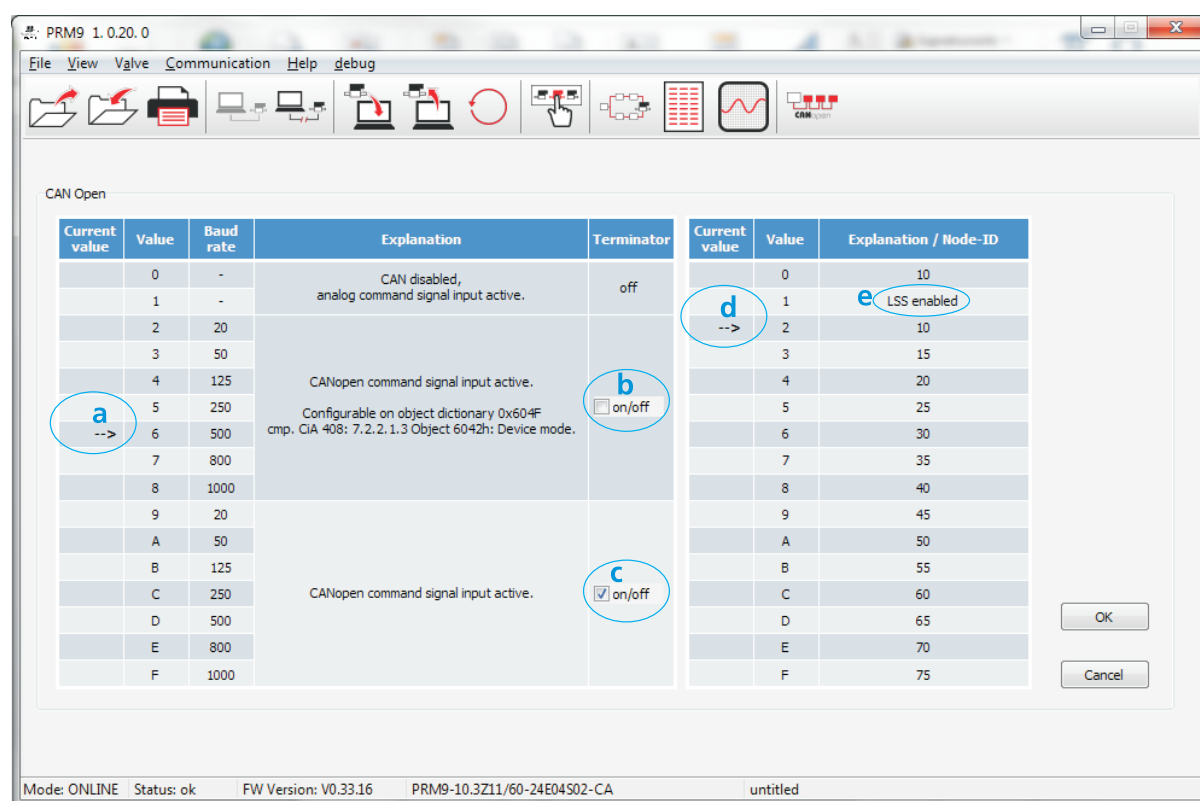 PRM9 1. 0.20. 0
File View Valve Communication Help debug
CANopen
CAN Open
Current value Value Baud rate Explanation Terminator
0 -
1 -
CAN disabled,
analog command signal input active.
off
2 20
3 50
4 125
5 250
a
--> 6 500
7 800
8 1000
CANopen command signal input active.
Configurable on object dictionary 0x604F
cmp. CiA 408: 7.2.2.1.3 Object 6042h: Device mode.
b
on/off
9 20
A 50
B 125
C 250
D 500
E 800
F 1000
CANopen command signal input active.
c
on/off
Current value Value Explanation / Node-ID
0 10
1 e LSS enabled
d
--> 2 10
3 15
4 20
5 25
6 30
7 35
8 40
9 45
A 50
B 55
C 60
D 65
E 70
F 75
OK
Cancel
Mode: ONLINE Status: ok FW Version: V0.33.16 PRM9-10.3Z11/60-24E04S02-CA untitled